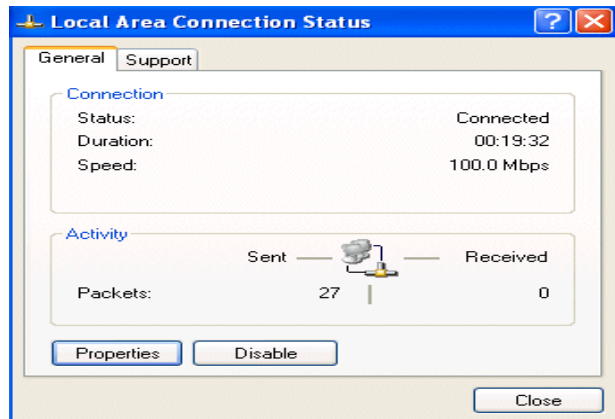 Local Area Connection Status
General Support
Connection
Status: Connected
Duration: 00:19:32
Speed: 100.0 Mbps
Activity
Sent Received
Packets: 27 0
Properties Disable
Close